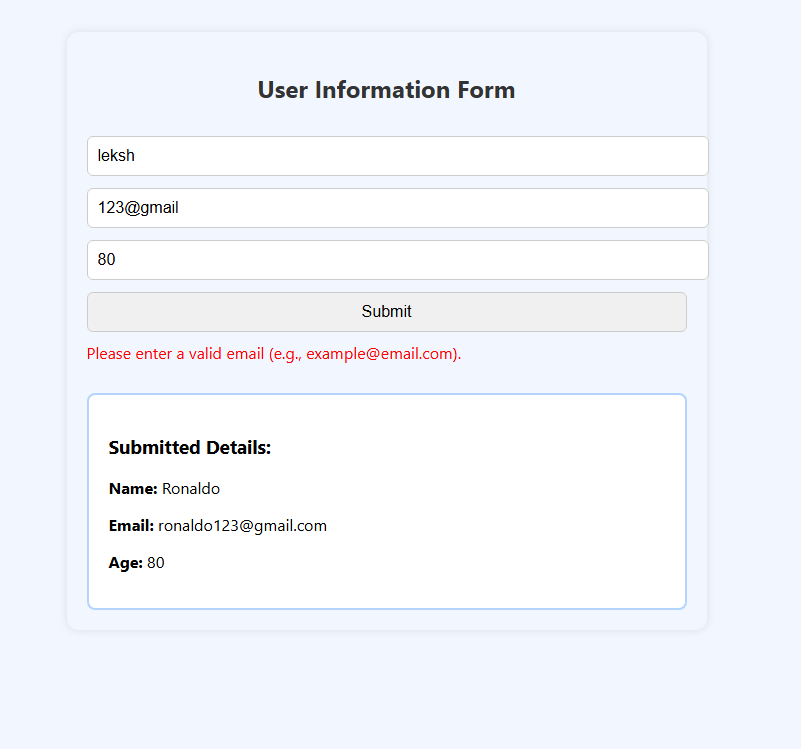 User Information Form
leksh
123@gmail
80
Submit
Please enter a valid email (e.g., example@email.com).
Submitted Details:
Name: Ronaldo
Email: ronaldo123@gmail.com
Age: 80